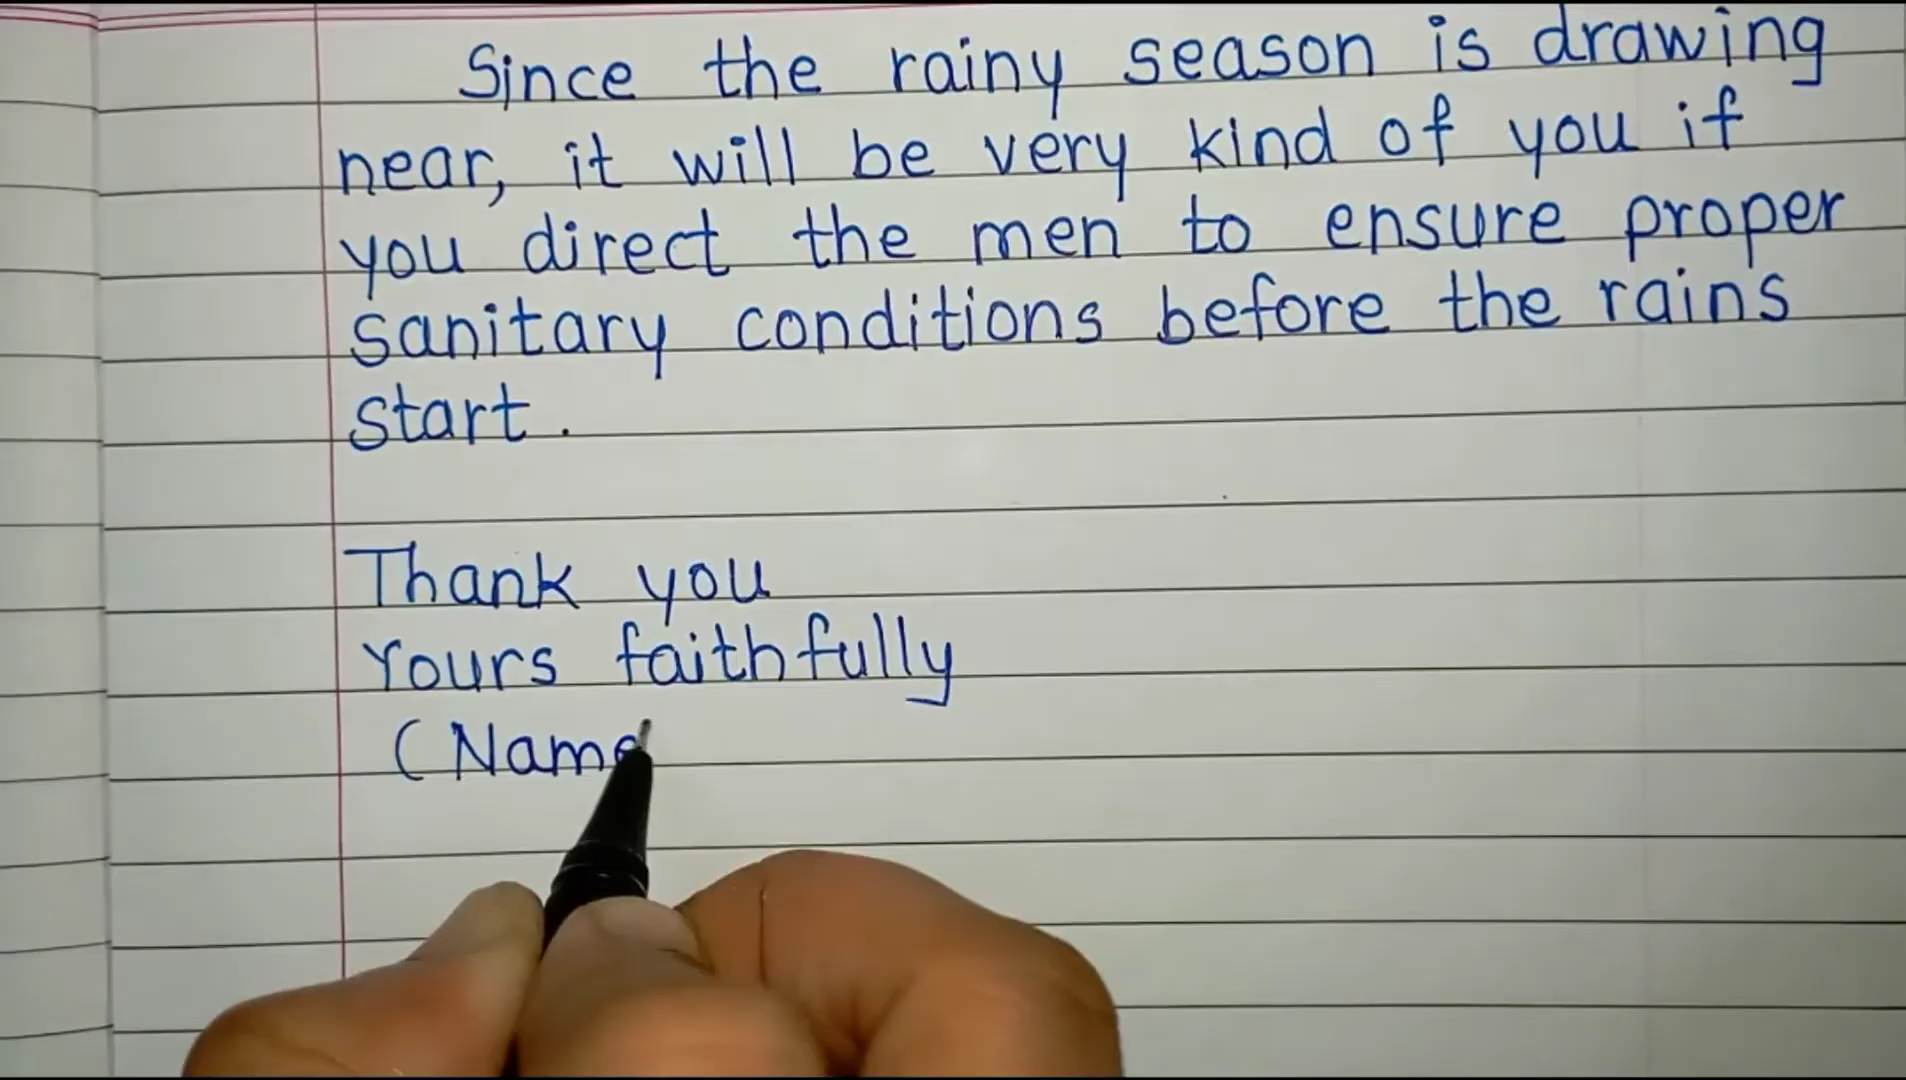 Since the rainy season is drawing
near, it will be very kind of you if
you direct the men to ensure proper
sanitary conditions before the rains
start.
Thank you
Yours faithfully
(Name